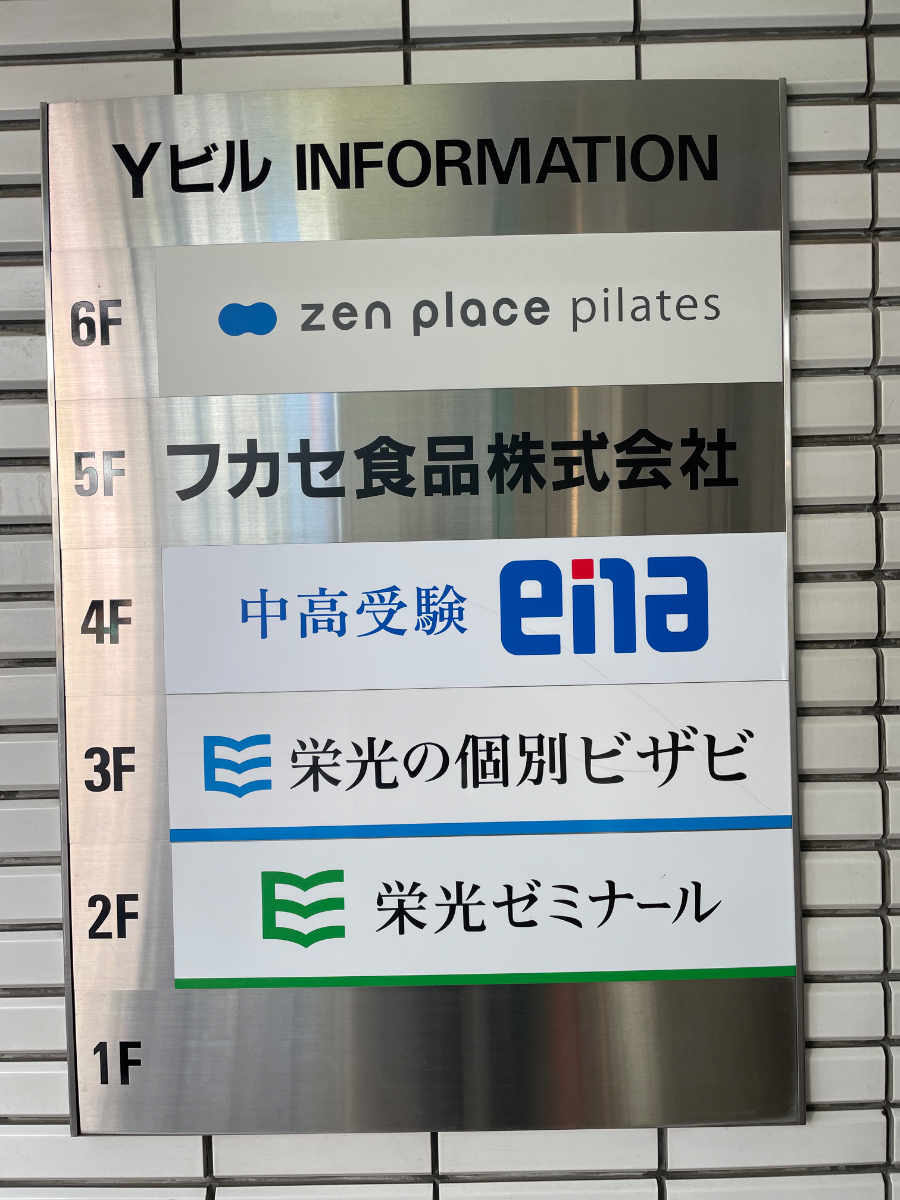 Yビル INFORMATION
6F zen place pilates
5F フカセ食品株式会社
4F 中高受験 ena
3F 栄光の個別ビザビ
2F 栄光ゼミナール
1F